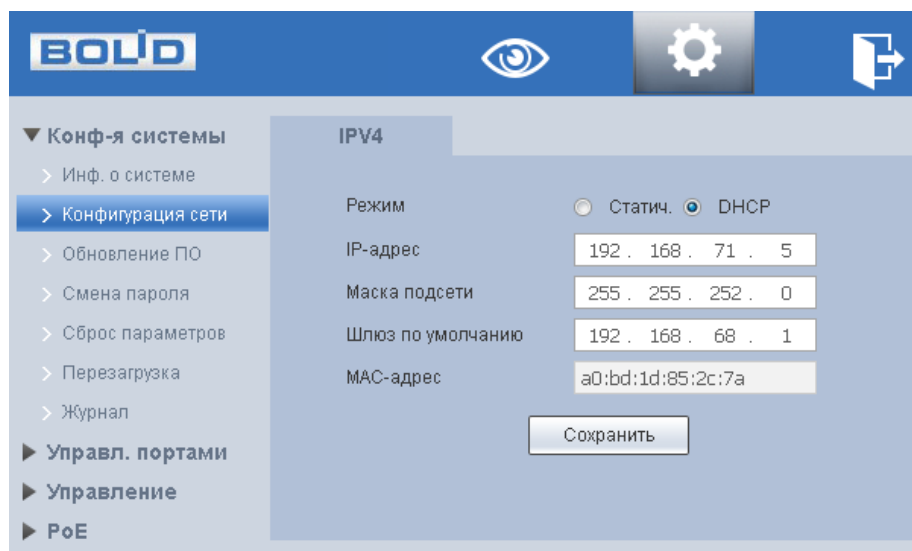 BOLID
Конф-я системы
Инф. о системе
Конфигурация сети
Обновление ПО
Смена пароля
Сброс параметров
Перезагрузка
Журнал
Управл. портами
Управление
PoE
IPV4
Режим Статич. DHCP
IP-адрес 192 . 168 . 71 . 5
Маска подсети 255 . 255 . 252 . 0
Шлюз по умолчанию 192 . 168 . 68 . 1
MAC-адрес a0:bd:1d:85:2c:7a
Сохранить